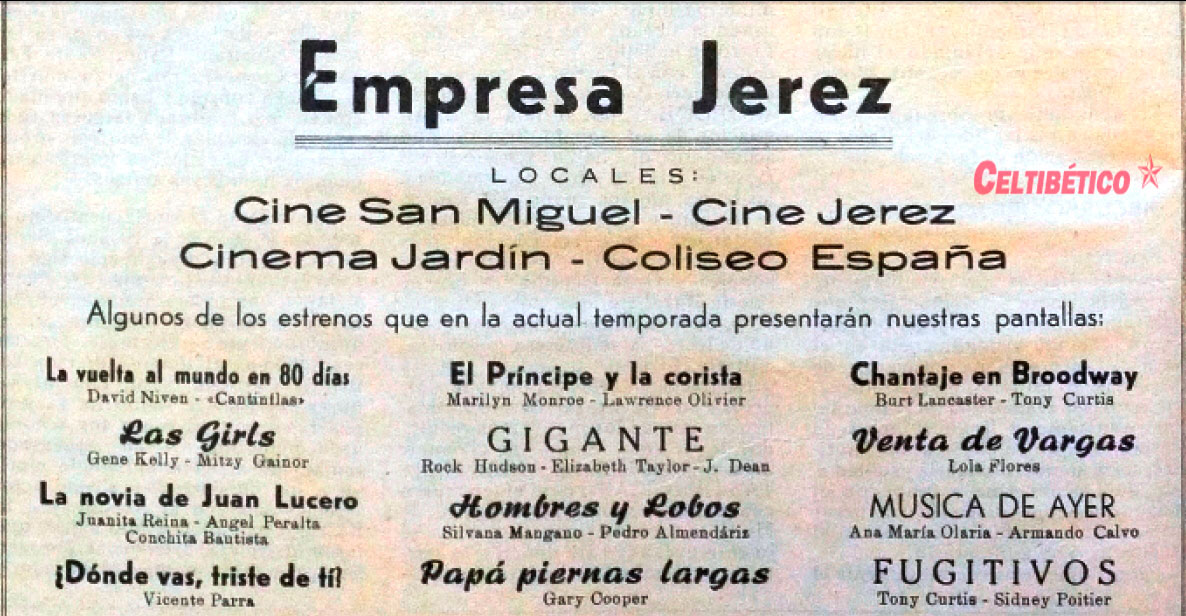 Empresa Jerez
LOCALES:
CELTIBÉTICO
Cine San Miguel - Cine Jerez
Cinema Jardín - Coliseo España
Algunos de los estrenos que en la actual temporada presentarán nuestras pantallas:
La vuelta al mundo en 80 días
David Niven - «Cantinflas»
Las Girls
Gene Kelly - Mitzy Gainor
La novia de Juan Lucero
Juanita Reina - Angel Peralta
Conchita Bautista
¡Dónde vas, triste de tí!
Vicente Parra
El Príncipe y la corista
Marilyn Monroe - Lawrence Olivier
GIGANTE
Rock Hudson - Elizabeth Taylor - J. Dean
Hombres y Lobos
Silvana Mangano - Pedro Almendáris
Papá piernas largas
Gary Cooper
Chantaje en Broodway
Burt Lancaster - Tony Curtis
Venta de Vargas
Lola Flores
MUSICA DE AYER
Ana María Olaria - Armando Calvo
FUGITIVOS
Tony Curtis - Sidney Poitier